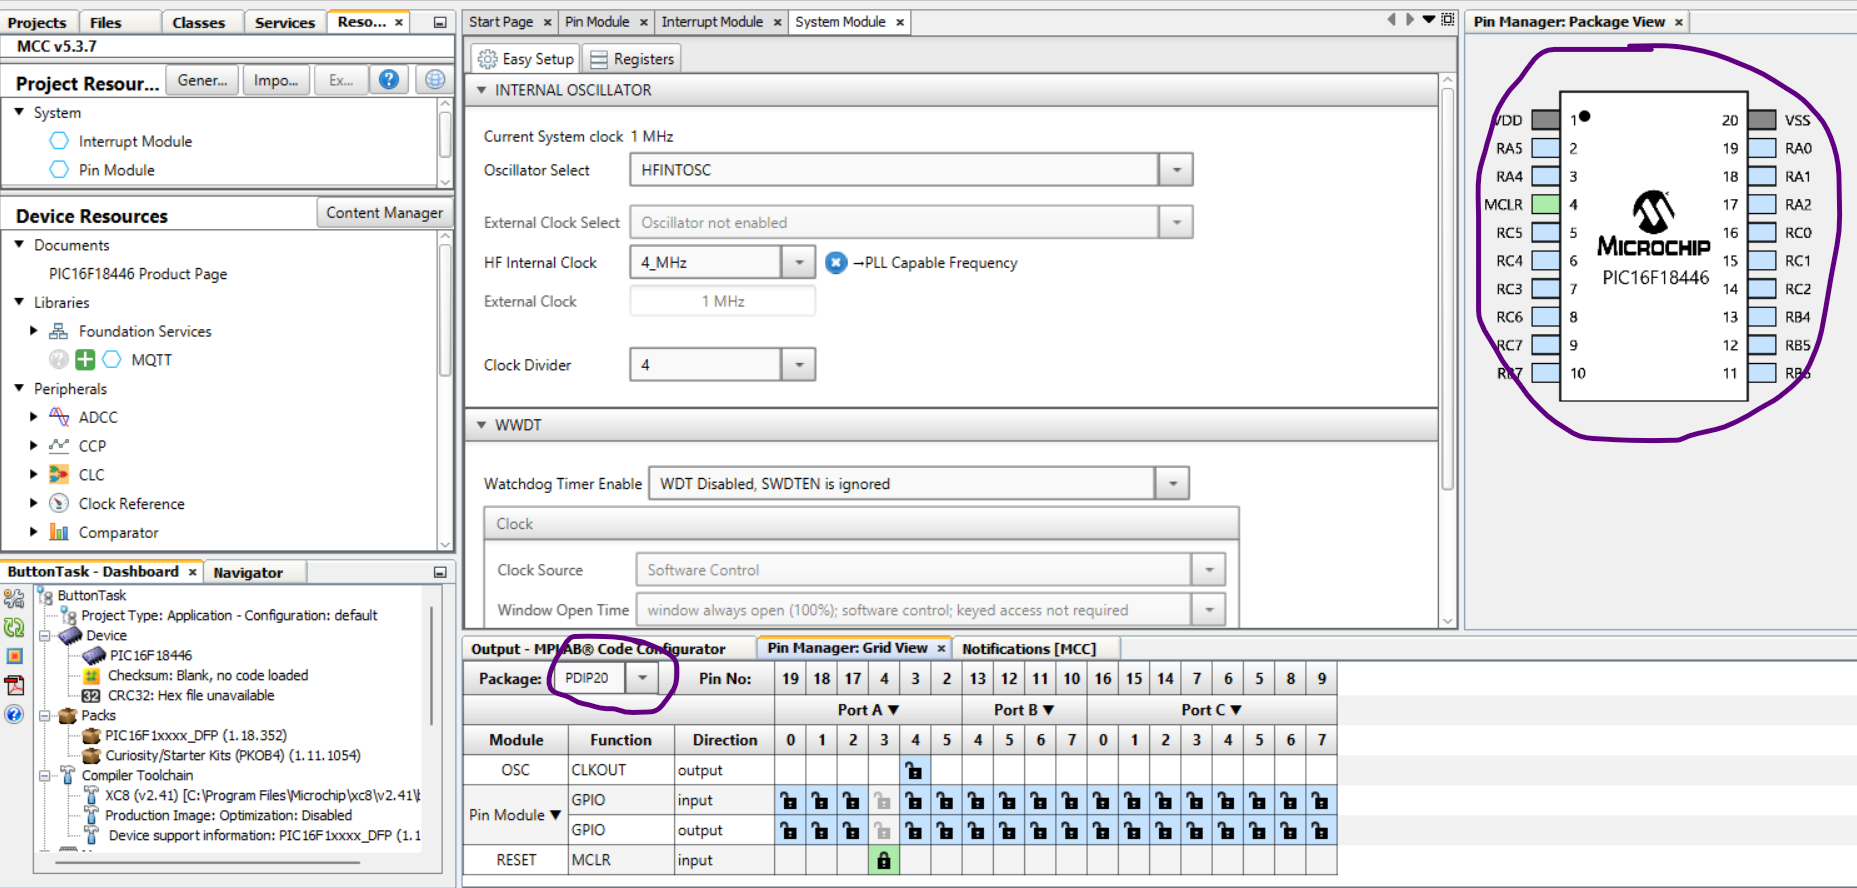 Projects Files Classes Services Reso... ×
MCC v5.3.7
Project Resour... Gener... Impo... Ex... ?
System
Interrupt Module
Pin Module
Device Resources Content Manager
Documents
PIC16F18446 Product Page
Libraries
Foundation Services
MQTT
Peripherals
ADCC
CCP
CLC
Clock Reference
Comparator
ButtonTask - Dashboard × Navigator
ButtonTask
Project Type: Application - Configuration: default
Device
PIC16F18446
Checksum: Blank, no code loaded
32 CRC32: Hex file unavailable
Packs
PIC16F1xxxx_DFP (1.18.352)
Curiosity/Starter Kits (PKOB4) (1.11.1054)
Compiler Toolchain
XC8 (v2.41) [C:\Program Files\Microchip\xc8\v2.41\
Production Image: Optimization: Disabled
Device support information: PIC16F1xxxx_DFP (1.1
Start Page × Pin Module × Interrupt Module × System Module ×
Easy Setup Registers
INTERNAL OSCILLATOR
Current System clock 1 MHz
Oscillator Select HFINTOSC
External Clock Select Oscillator not enabled
HF Internal Clock 4_MHz →PLL Capable Frequency
External Clock 1 MHz
Clock Divider 4
WWDT
Watchdog Timer Enable WDT Disabled, SWDTEN is ignored
Clock
Clock Source Software Control
Window Open Time window always open (100%); software control; keyed access not required
Output - MPLAB® Code Configurator Pin Manager: Grid View × Notifications [MCC]
Package: PDIP20 Pin No: 19 18 17 4 3 2 13 12 11 10 16 15 14 7 6 5 8 9
Port A ▼ Port B ▼ Port C ▼
Module Function Direction 0 1 2 3 4 5 4 5 6 7 0 1 2 3 4 5 6 7
OSC CLKOUT output
Pin Module ▼ GPIO input
GPIO output
RESET MCLR input
Pin Manager: Package View ×
VDD 1 20 VSS
RA5 2 19 RA0
RA4 3 18 RA1
MCLR 4 17 RA2
RC5 5 16 RC0
RC4 6 15 RC1
RC3 7 14 RC2
RC6 8 13 RB4
RC7 9 12 RB5
RB7 10 11 RB6
MICROCHIP
PIC16F18446